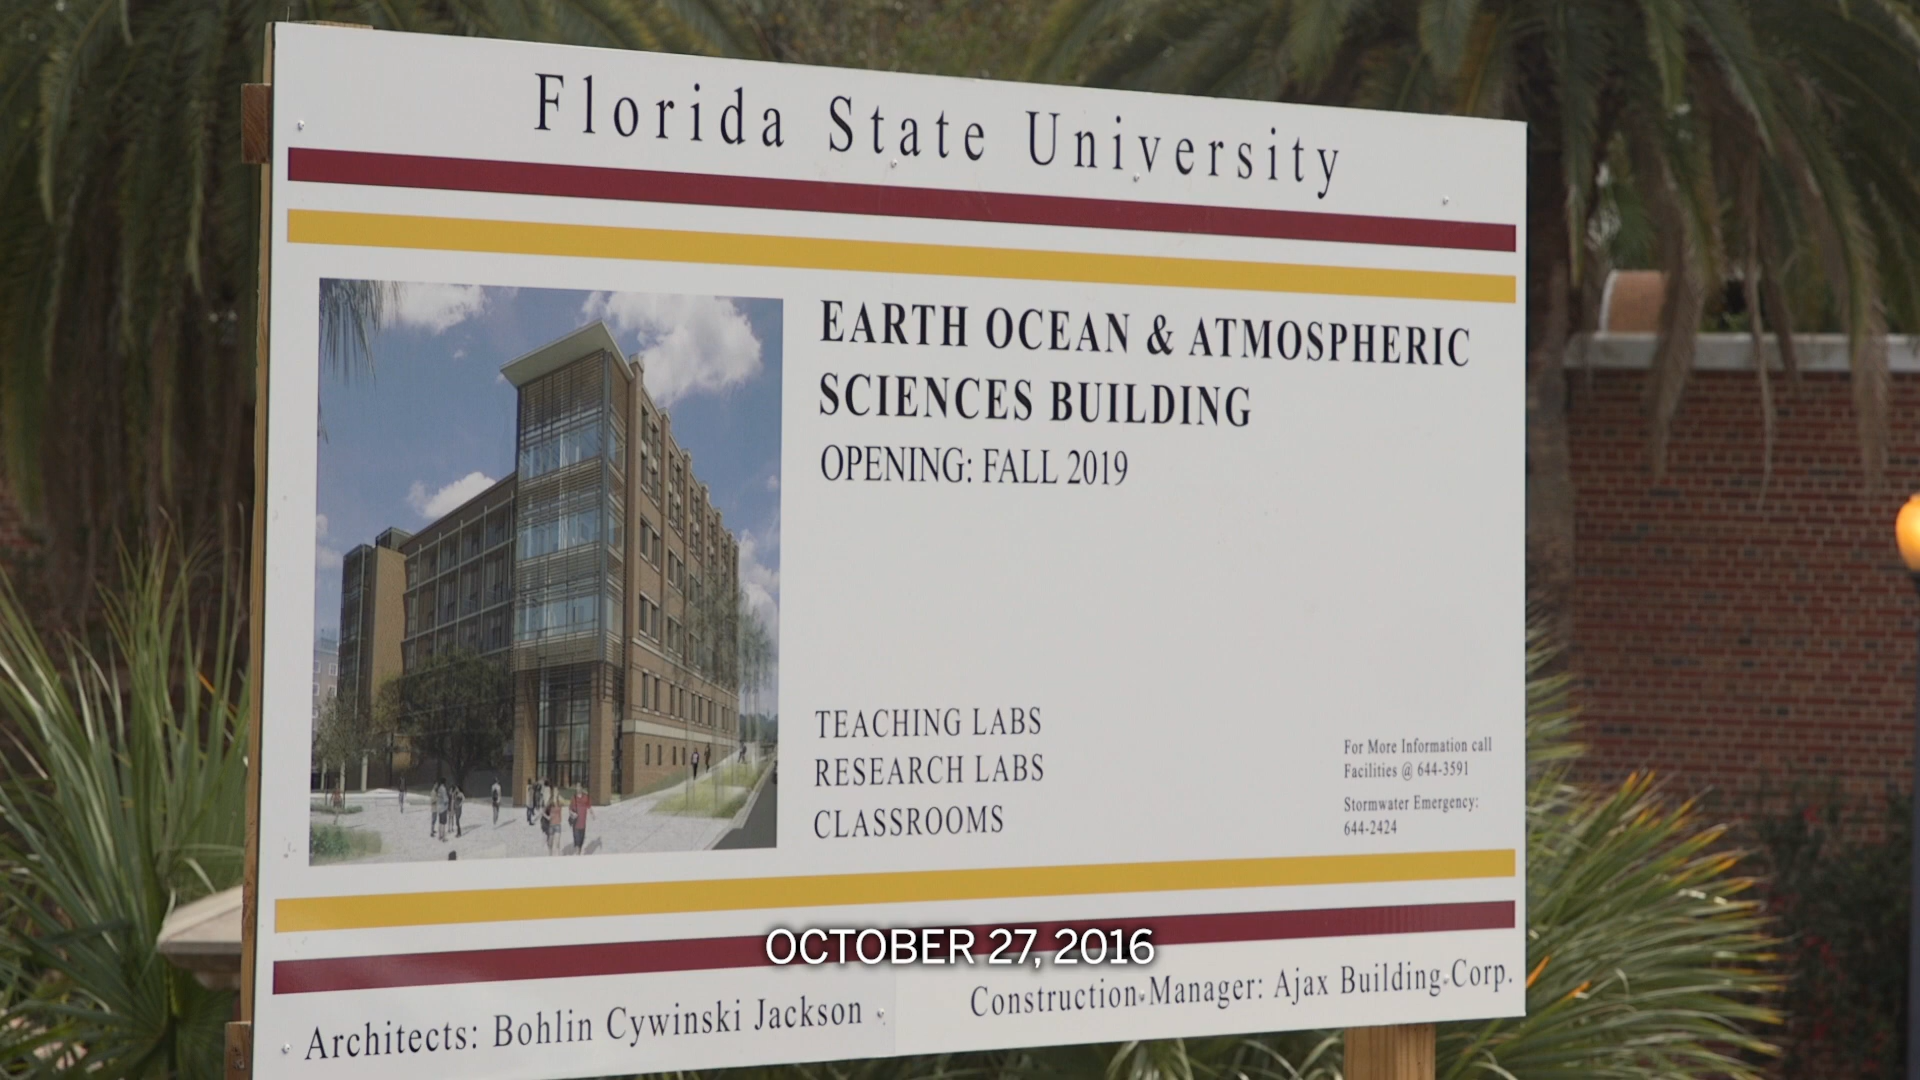 Florida State University
EARTH OCEAN & ATMOSPHERIC
SCIENCES BUILDING
OPENING: FALL 2019
TEACHING LABS
RESEARCH LABS
CLASSROOMS
For More Information call
Facilities @ 644-3591
Stormwater Emergency:
644-2424
OCTOBER 27, 2016
Architects: Bohlin Cywinski Jackson
Construction Manager: Ajax Building Corp.